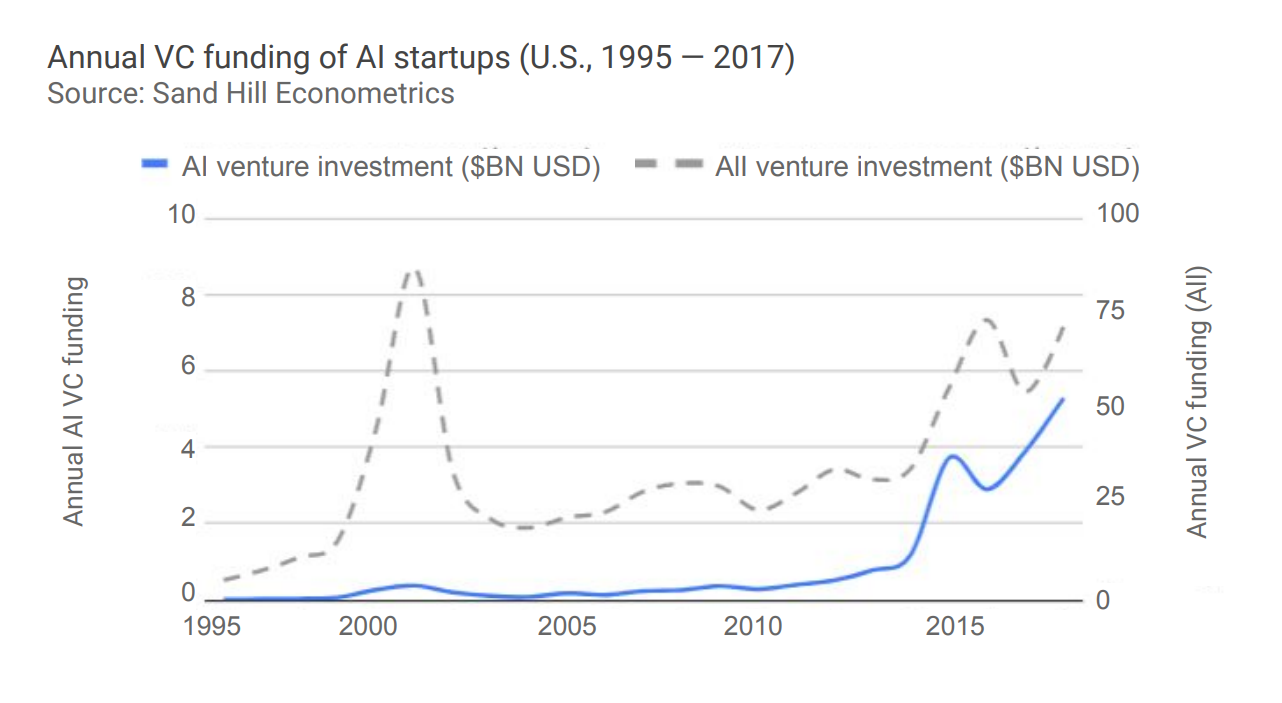 Annual VC funding of AI startups (U.S., 1995 — 2017)
Source: Sand Hill Econometrics
AI venture investment ($BN USD)
All venture investment ($BN USD)
10
8
6
4
2
0
Annual AI VC funding
100
75
50
25
0
Annual VC funding (All)
1995
2000
2005
2010
2015